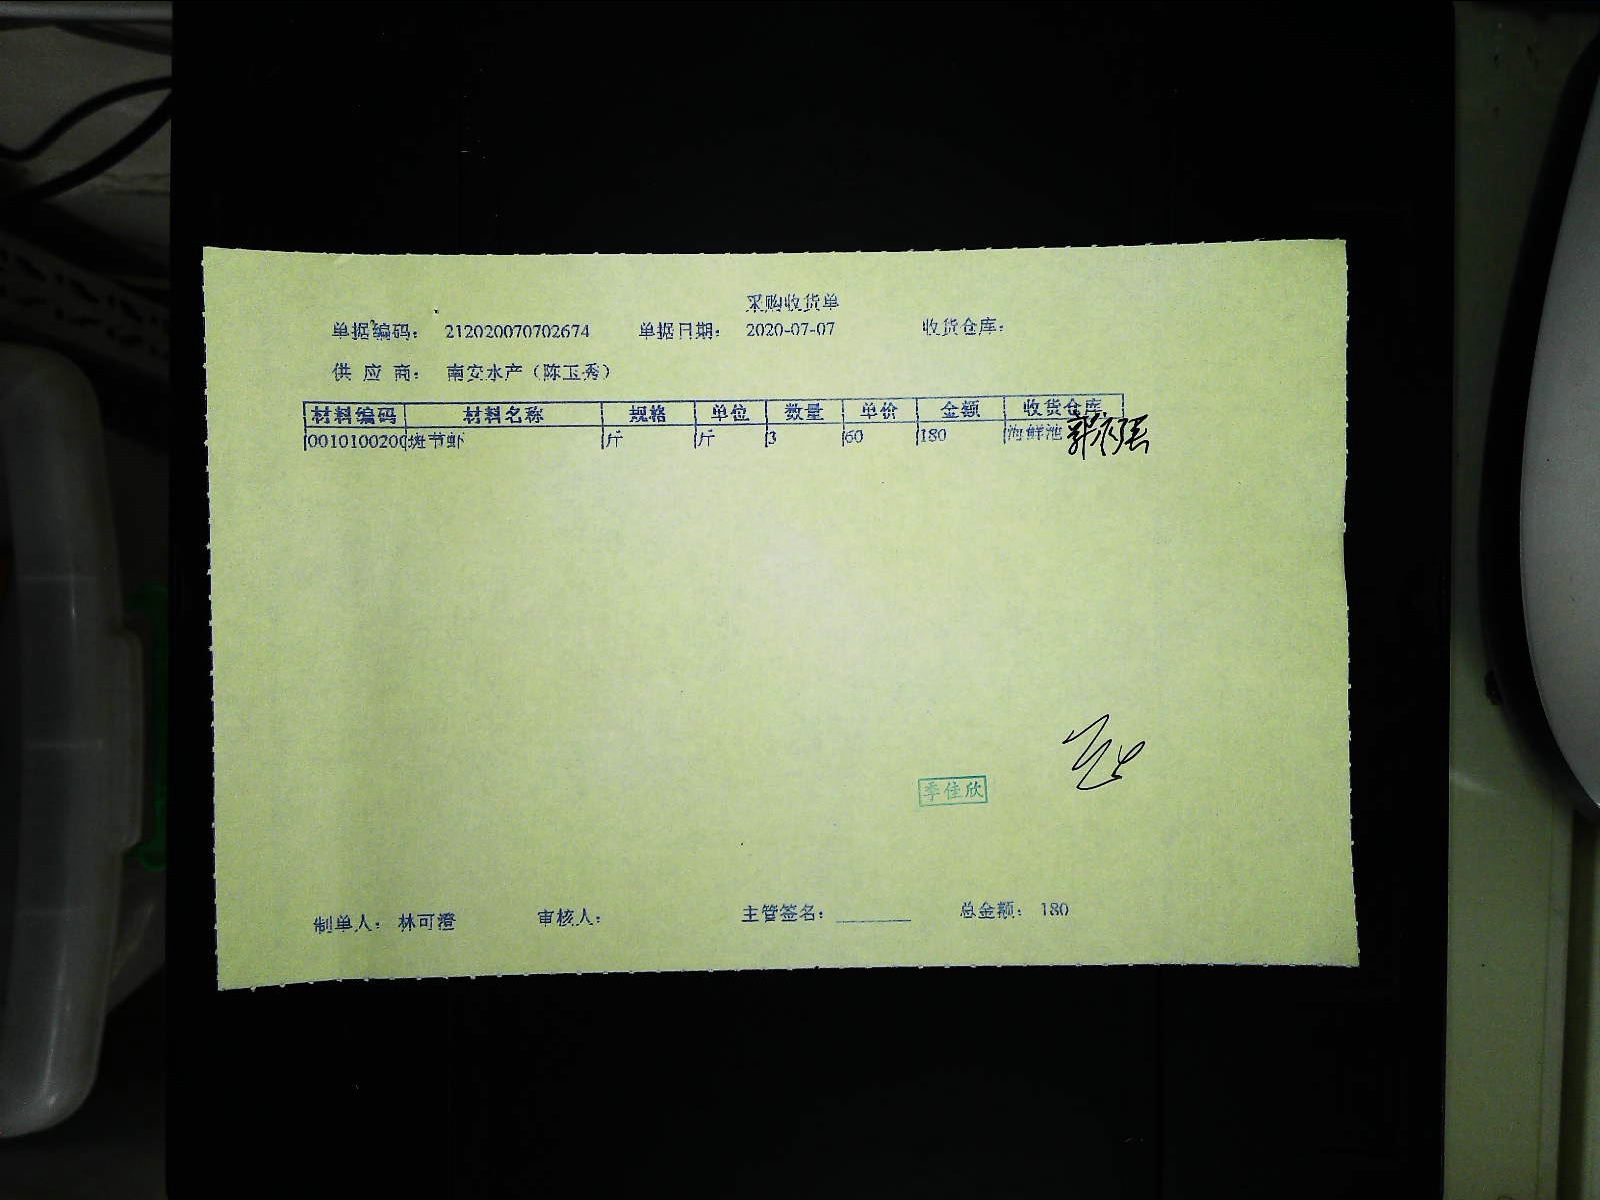 采购收货单
单据编码： 212020070702674 单据日期： 2020-07-07 收货仓库：
供 应 商： 南安水产（陈玉秀）
材料编码 材料名称 规格 单位 数量 单价 金额 收货仓库
0010100200 斑节虾 斤 斤 3 60 180 海鲜池
季佳欣
制单人： 林可澄 审核人： 主管签名： 总金额： 180